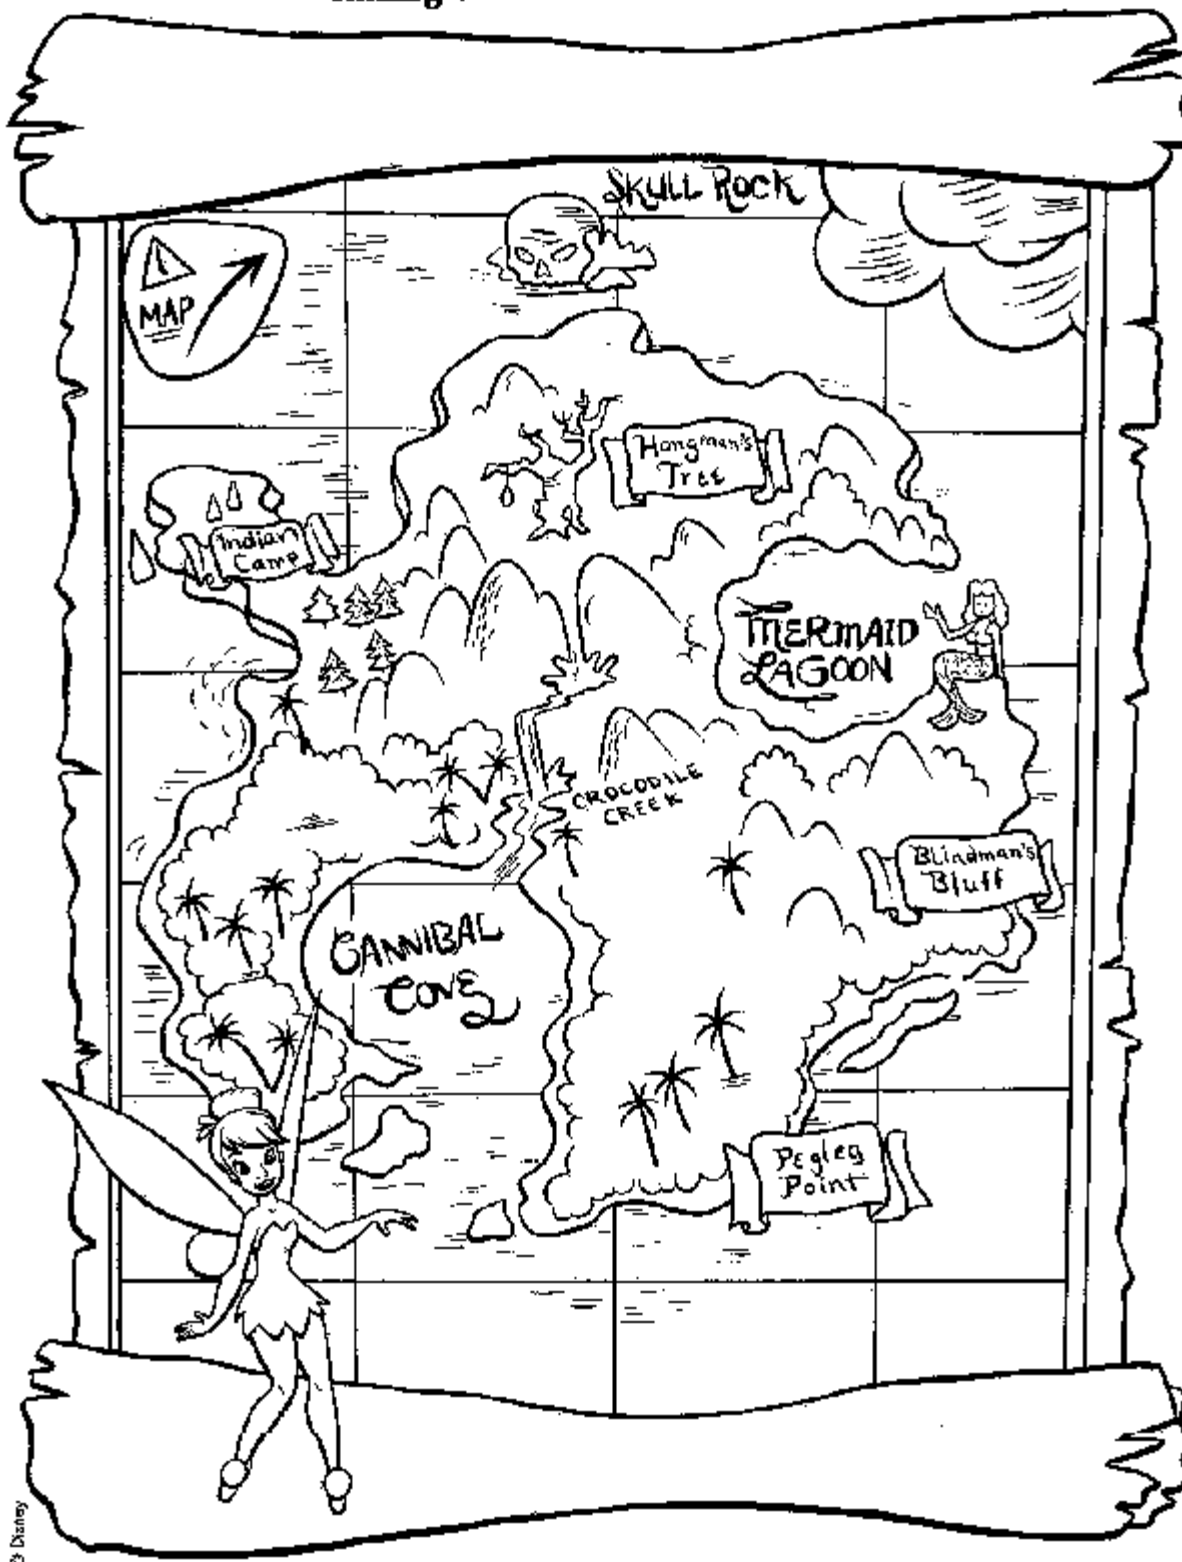 SKULL ROCK
MAP
Hangman's
Tree
Indian
Camp
MERMAID
LAGOON
CROCODILE
CREEK
Blindman's
Bluff
CANNIBAL
COVE
Pegleg
Point
© Disney